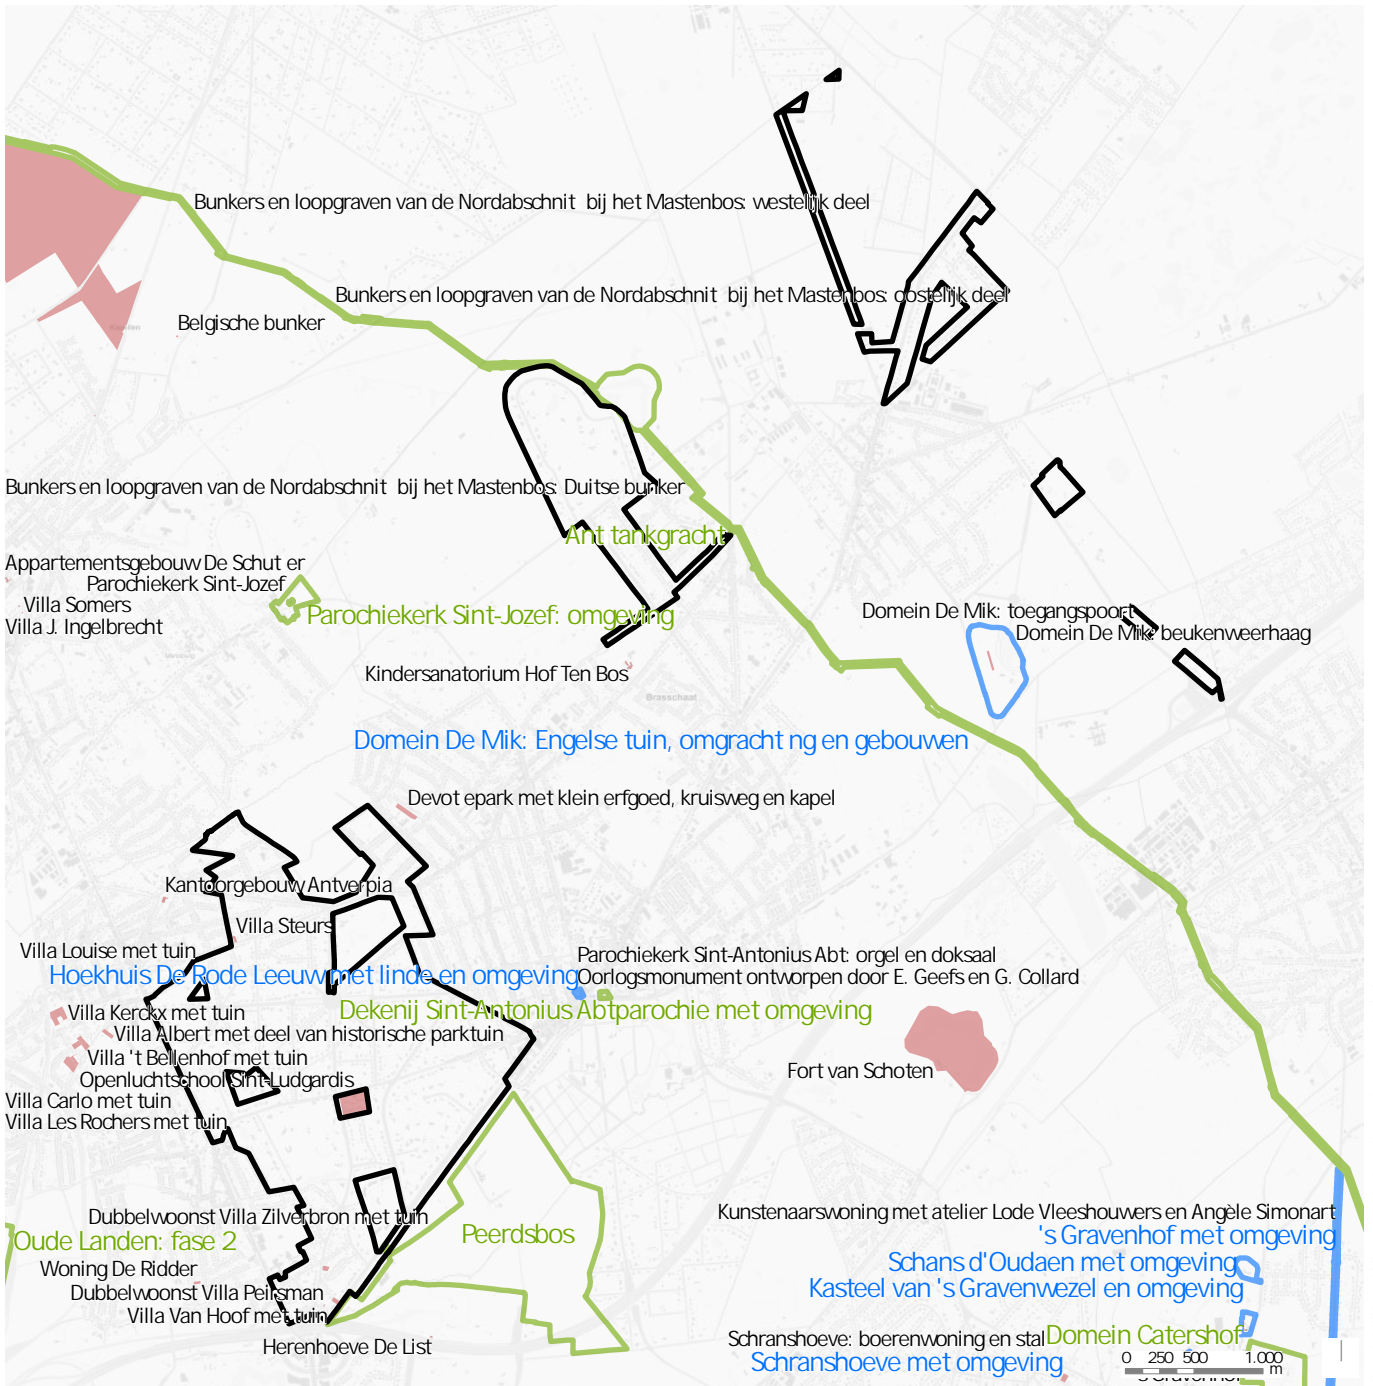 Bunkers en loopgraven van de Nordabschnit bij het Mastenbos: westelijk deel
Bunkers en loopgraven van de Nordabschnit bij het Mastenbos: oostelijk deel
Belgische bunker
Kapellen
Bunkers en loopgraven van de Nordabschnit bij het Mastenbos: Duitse bunker
Ant tankgracht
Appartementsgebouw De Schut er
Parochiekerk Sint-Jozef
Villa Somers
Parochiekerk Sint-Jozef: omgeving
Villa J. Ingelbrecht
Domein De Mik: toegangspoort
Domein De Mik: beukenweerhaag
Kindersanatorium Hof Ten Bos
Brasschaat
Domein De Mik: Engelse tuin, omgracht ng en gebouwen
Devot epark met klein erfgoed, kruisweg en kapel
Kantoorgebouw Antverpia
Villa Steurs
Villa Louise met tuin
Parochiekerk Sint-Antonius Abt: orgel en doksaal
Hoekhuis De Rode Leeuw met linde en omgeving
Oorlogsmonument ontworpen door E. Geefs en G. Collard
Villa Kerckx met tuin
Dekenij Sint-Antonius Abtparochie met omgeving
Villa Albert met deel van historische parktuin
Villa 't Bellenhof met tuin
Openluchtschool Sint-Ludgardis
Fort van Schoten
Villa Carlo met tuin
Villa Les Rochers met tuin
Dubbelwoonst Villa Zilverbron met tuin
Kunstenaarswoning met atelier Lode Vleeshouwers en Angèle Simonart
Oude Landen: fase 2
Peerdsbos
's Gravenhof met omgeving
Woning De Ridder
Schans d'Oudaen met omgeving
Dubbelwoonst Villa Peirsman
Kasteel van 's Gravenwezel en omgeving
Villa Van Hoof met tuin
Herenhoeve De List
Schranshoeve: boerenwoning en stal
Domein Catershof
Schranshoeve met omgeving
0 250 500 1.000
m
's Gravenhof